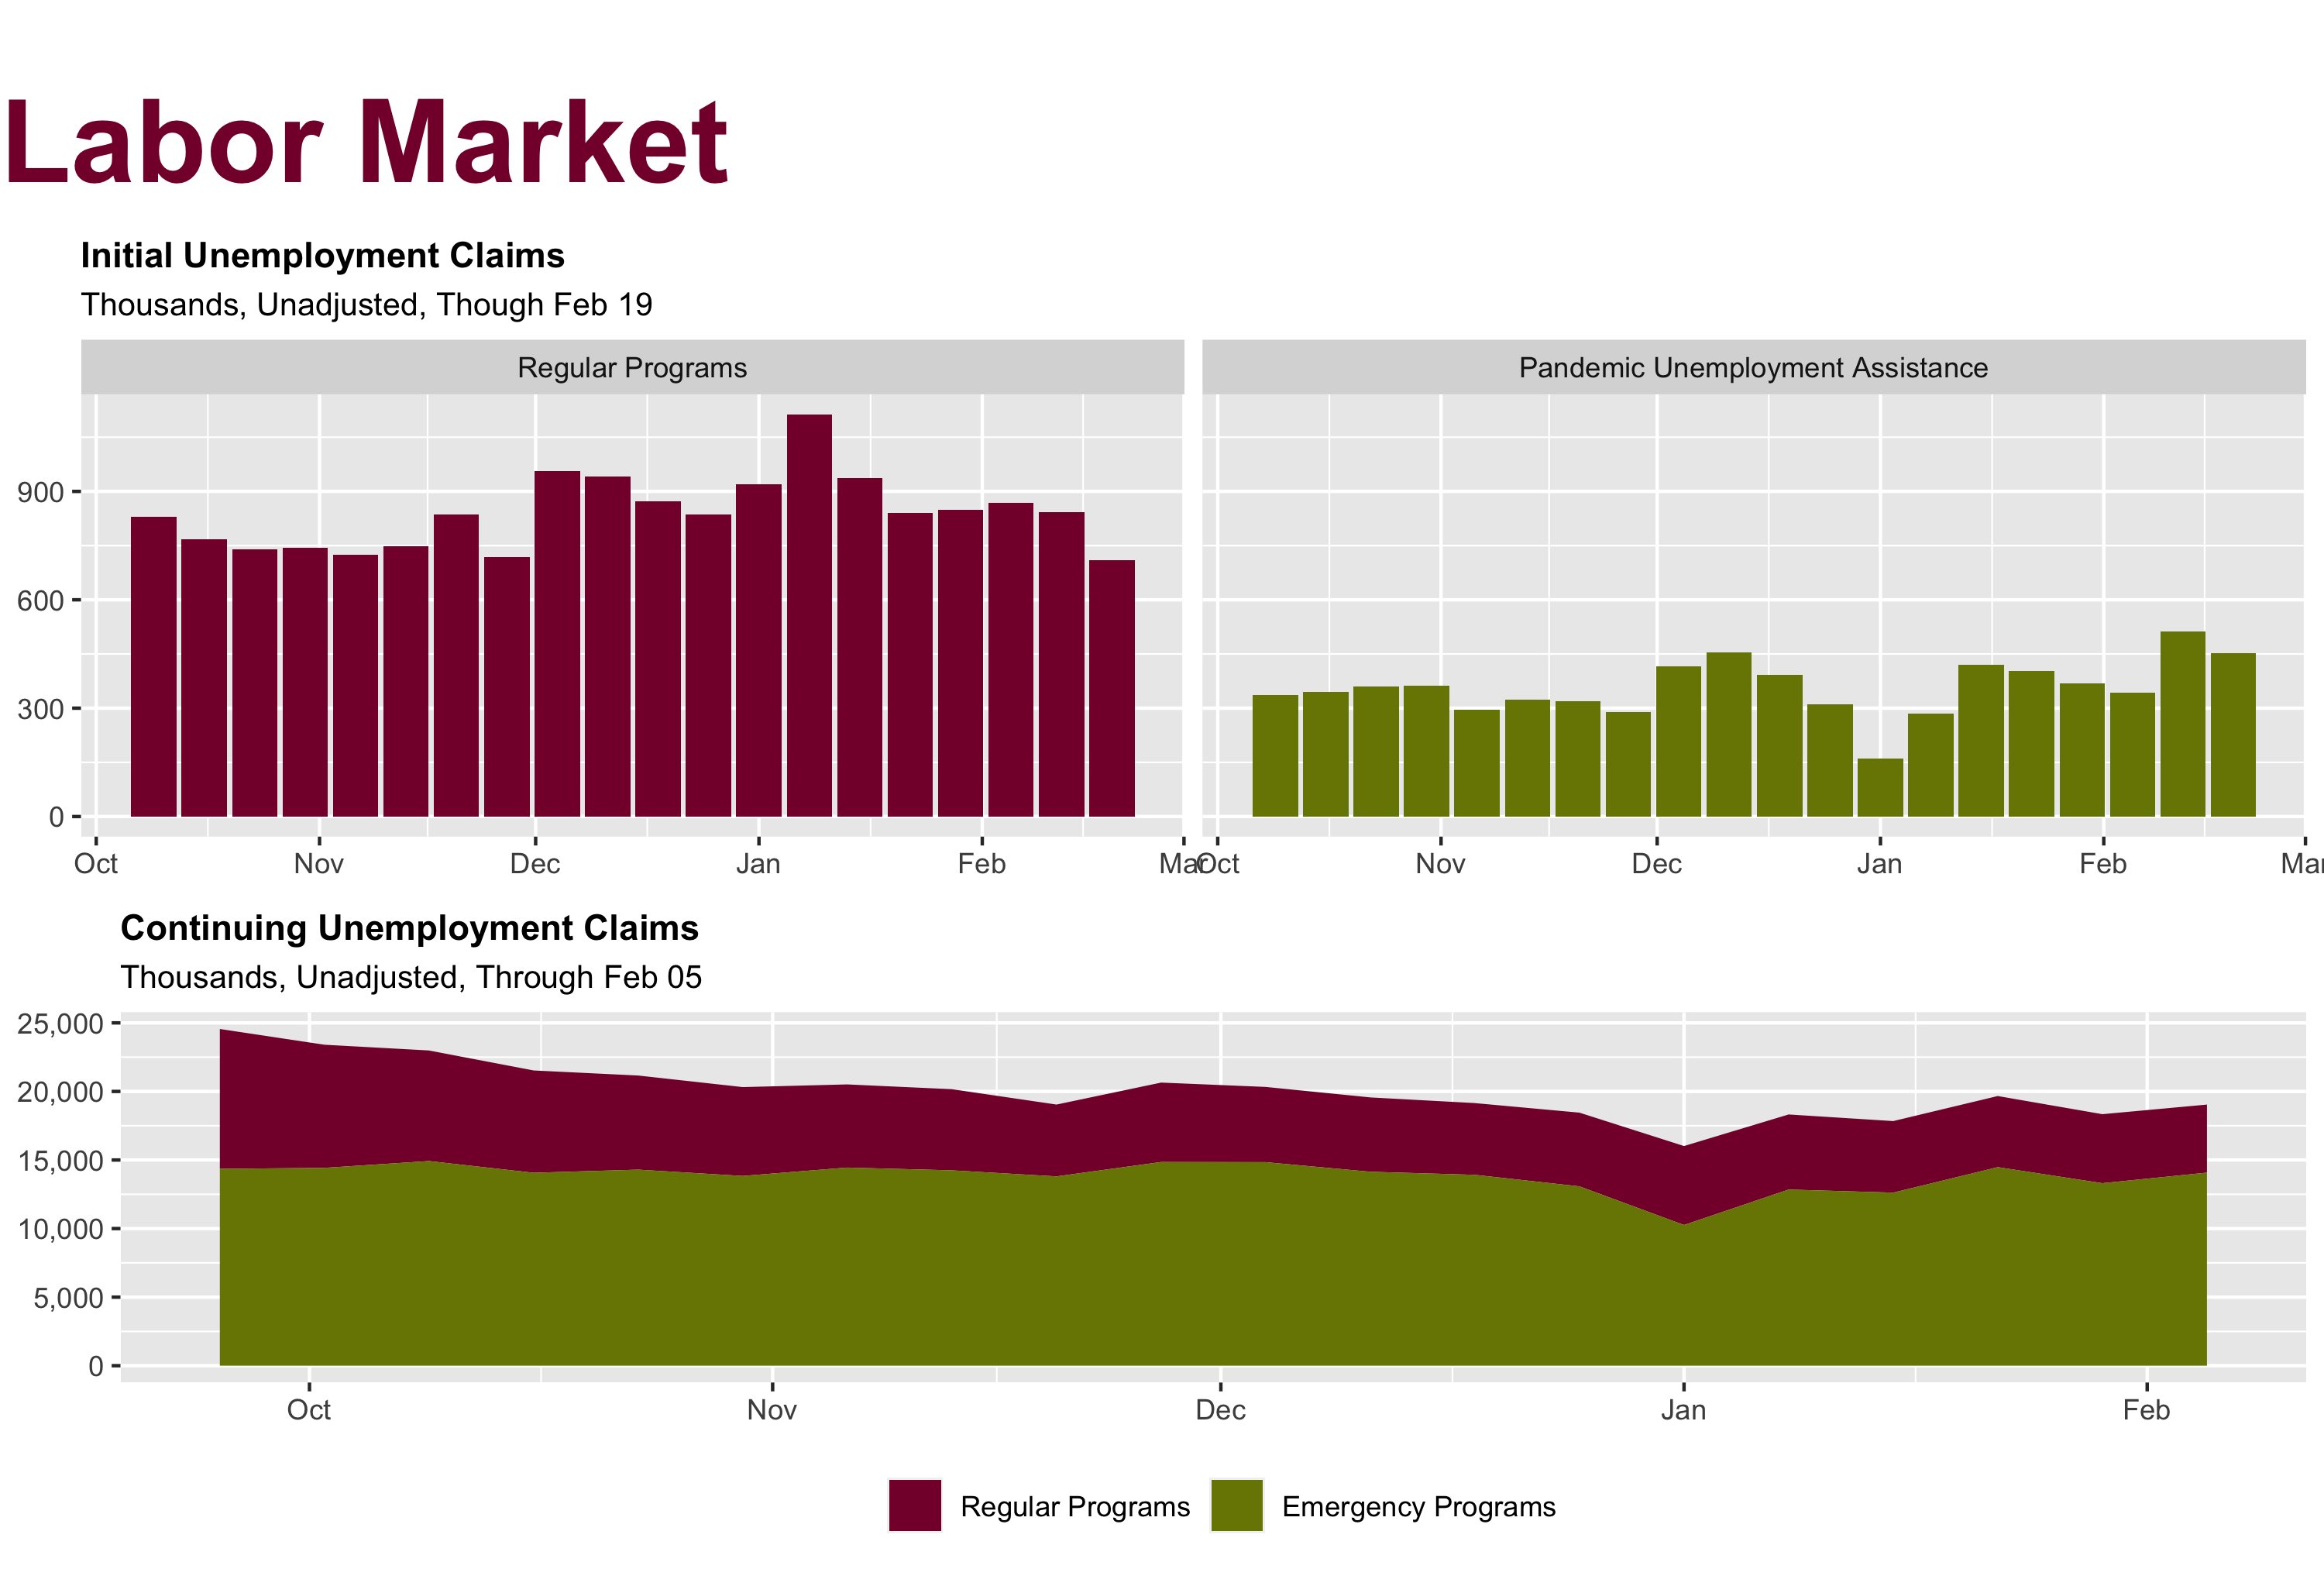 Labor Market
Initial Unemployment Claims
Thousands, Unadjusted, Though Feb 19
Regular Programs
Pandemic Unemployment Assistance
900
600
300
0
Oct Nov Dec Jan Feb Mar
Oct Nov Dec Jan Feb Mar
Continuing Unemployment Claims
Thousands, Unadjusted, Through Feb 05
25,000
20,000
15,000
10,000
5,000
0
Oct Nov Dec Jan Feb
Regular Programs Emergency Programs